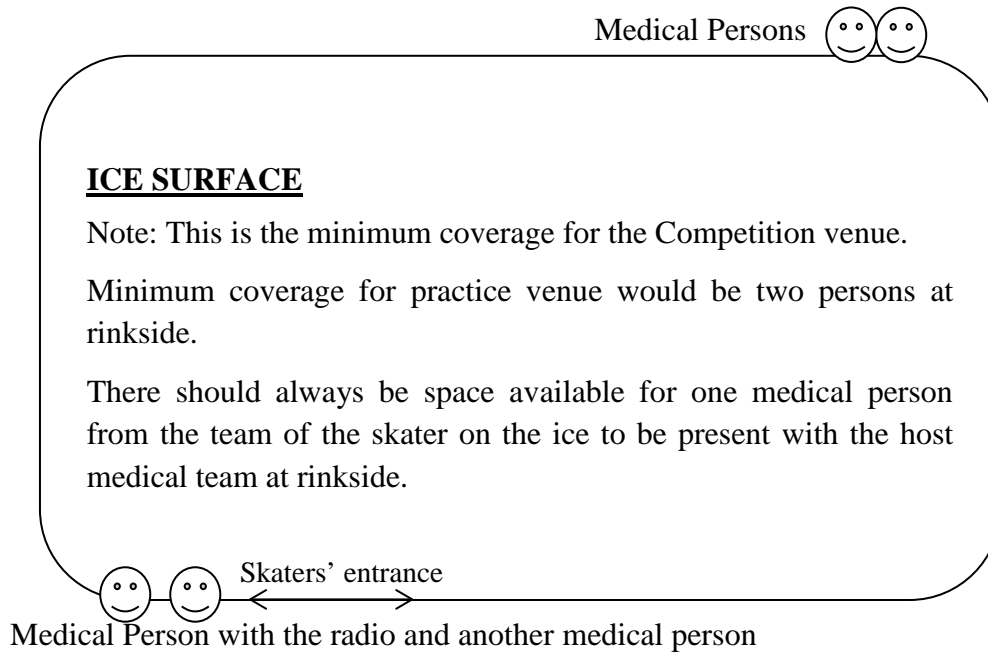 Medical Persons
ICE SURFACE
Note: This is the minimum coverage for the Competition venue.
Minimum coverage for practice venue would be two persons at
rinkside.
There should always be space available for one medical person
from the team of the skater on the ice to be present with the host
medical team at rinkside.
Skaters’ entrance
Medical Person with the radio and another medical person